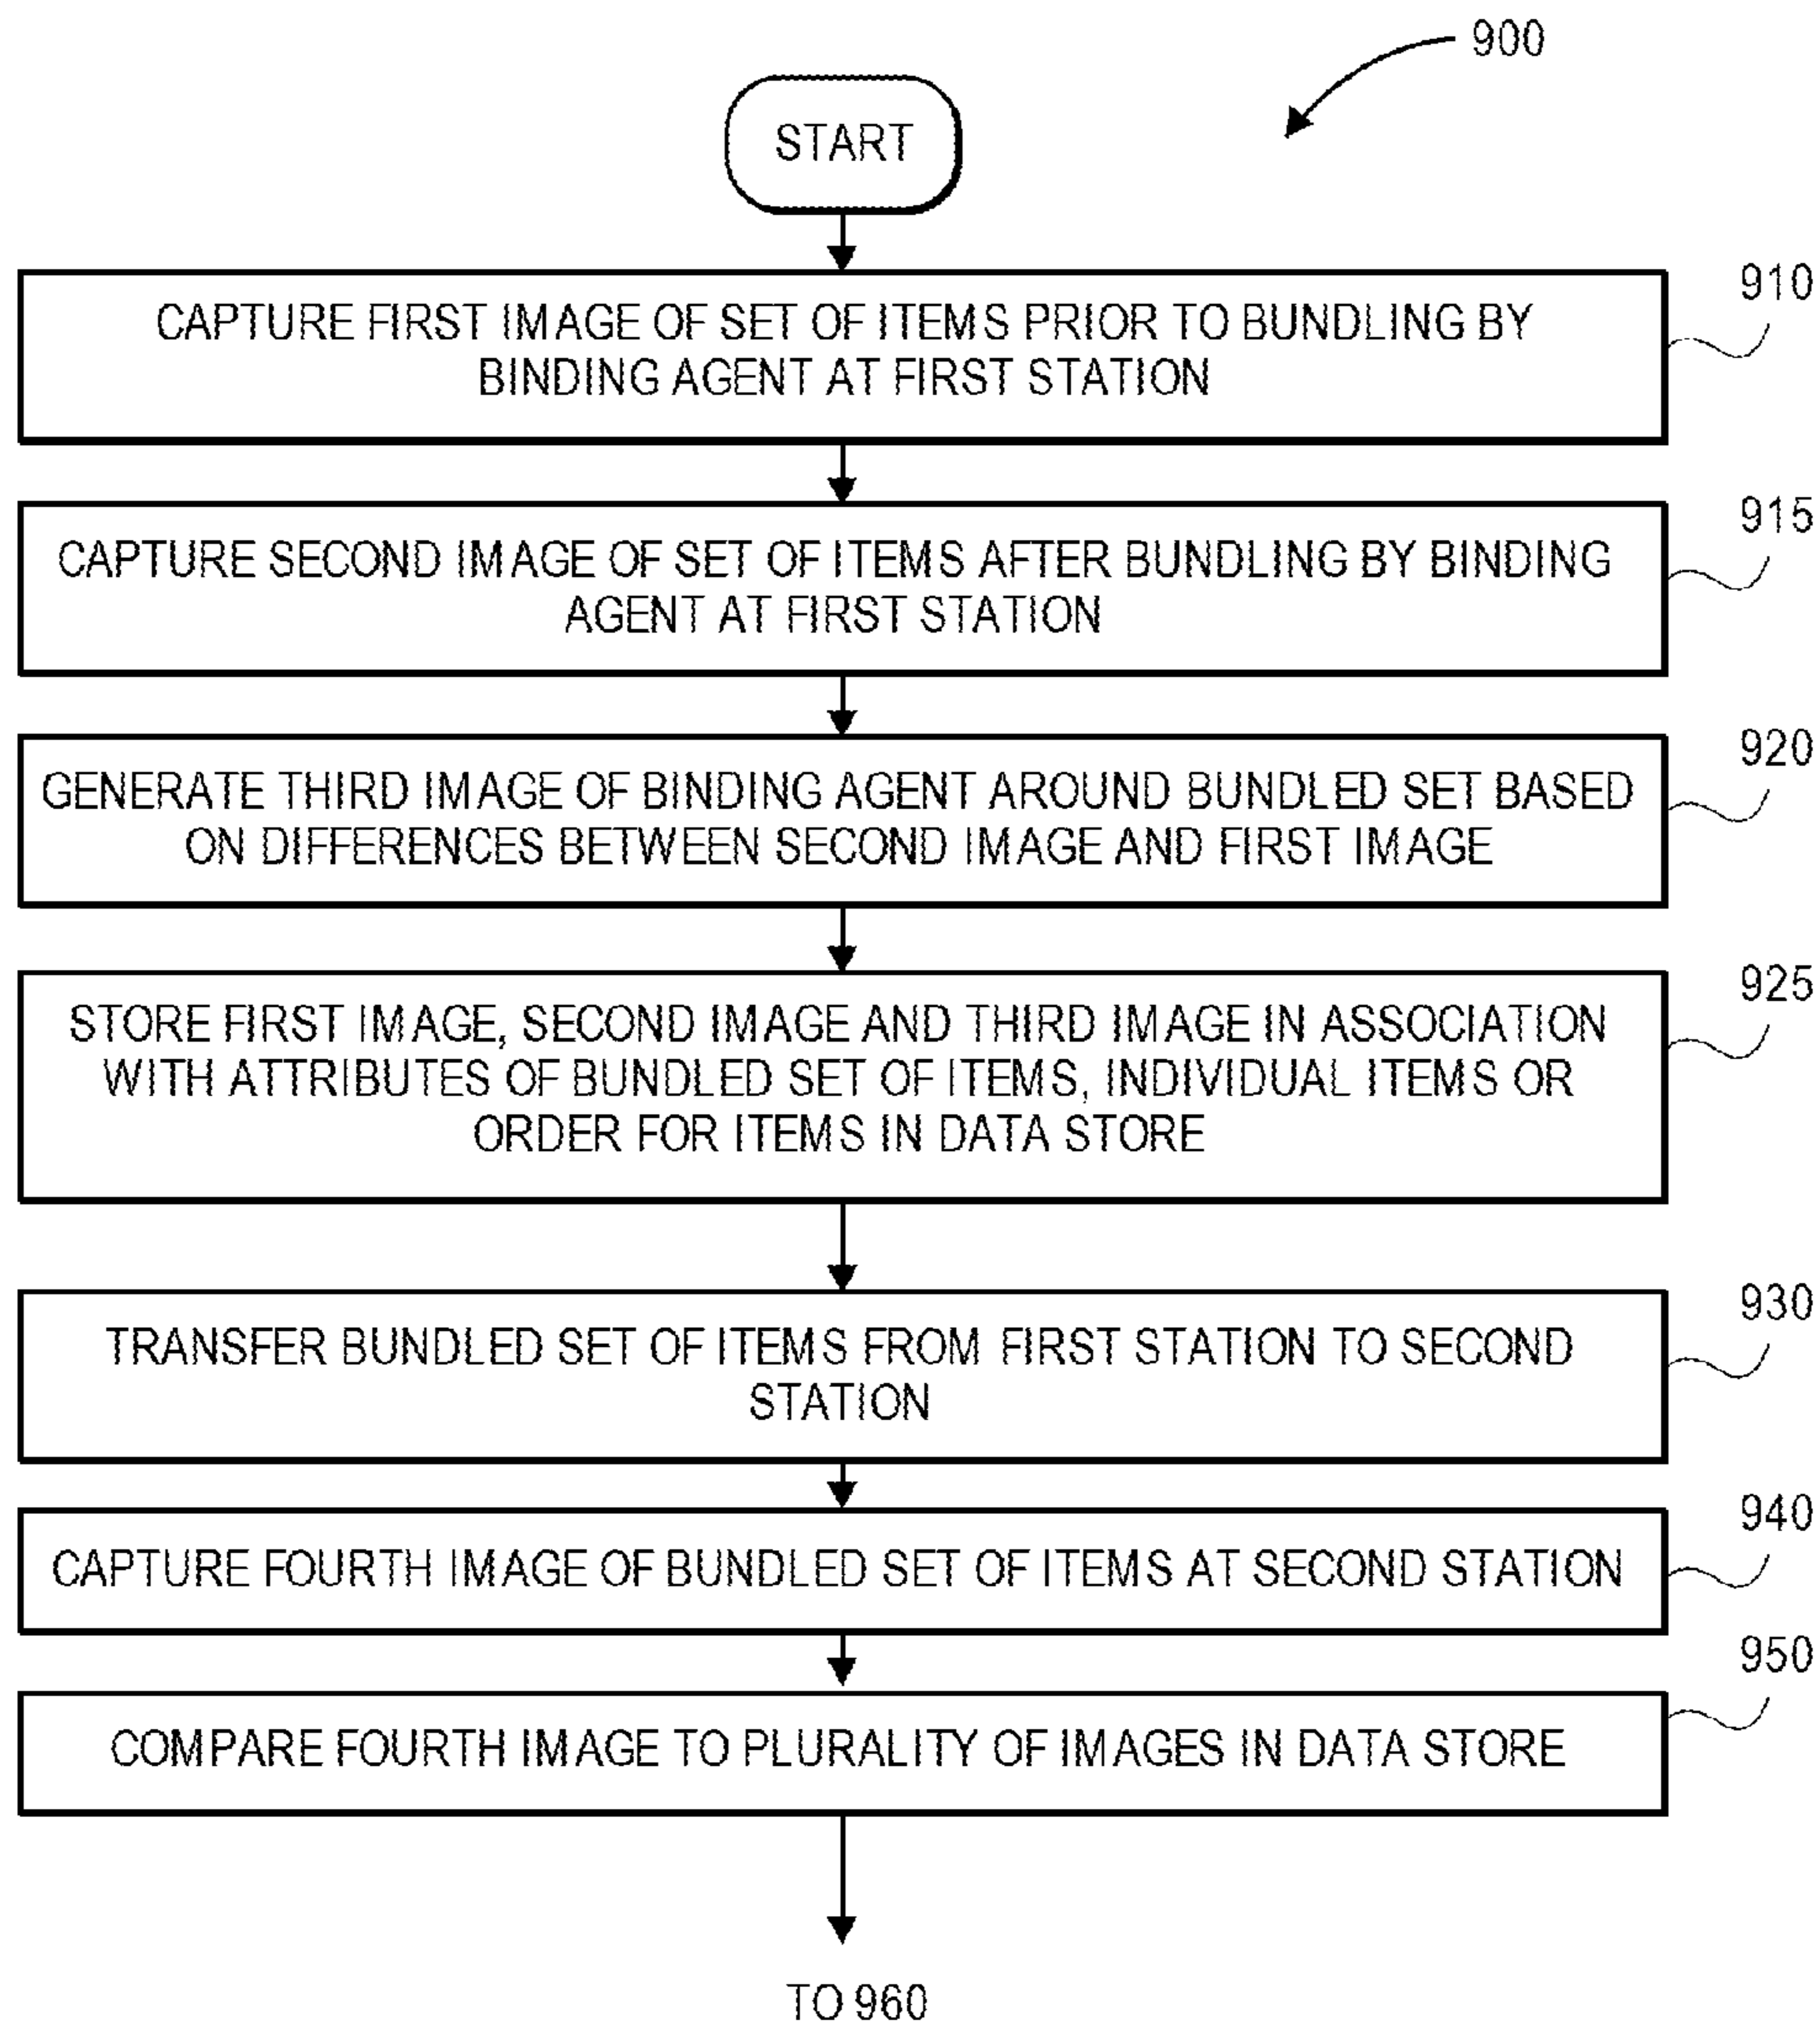 900
START
910
CAPTURE FIRST IMAGE OF SET OF ITEMS PRIOR TO BUNDLING BY
BINDING AGENT AT FIRST STATION
915
CAPTURE SECOND IMAGE OF SET OF ITEMS AFTER BUNDLING BY BINDING
AGENT AT FIRST STATION
920
GENERATE THIRD IMAGE OF BINDING AGENT AROUND BUNDLED SET BASED
ON DIFFERENCES BETWEEN SECOND IMAGE AND FIRST IMAGE
925
STORE FIRST IMAGE, SECOND IMAGE AND THIRD IMAGE IN ASSOCIATION
WITH ATTRIBUTES OF BUNDLED SET OF ITEMS, INDIVIDUAL ITEMS OR
ORDER FOR ITEMS IN DATA STORE
930
TRANSFER BUNDLED SET OF ITEMS FROM FIRST STATION TO SECOND
STATION
940
CAPTURE FOURTH IMAGE OF BUNDLED SET OF ITEMS AT SECOND STATION
950
COMPARE FOURTH IMAGE TO PLURALITY OF IMAGES IN DATA STORE
TO 960